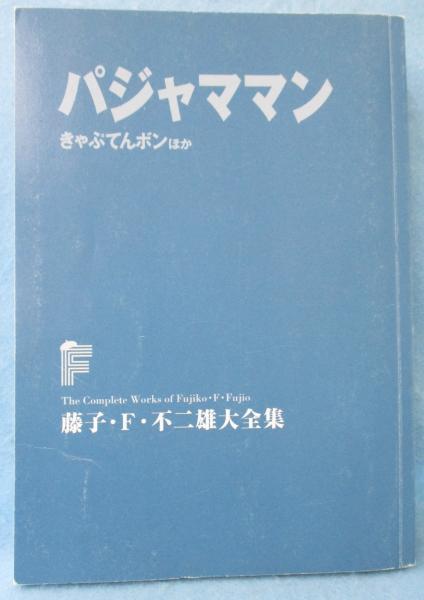 パジャママン
きゃぷてんボンほか
F
The Complete Works of Fujiko・F・Fujio
藤子・F・不二雄大全集